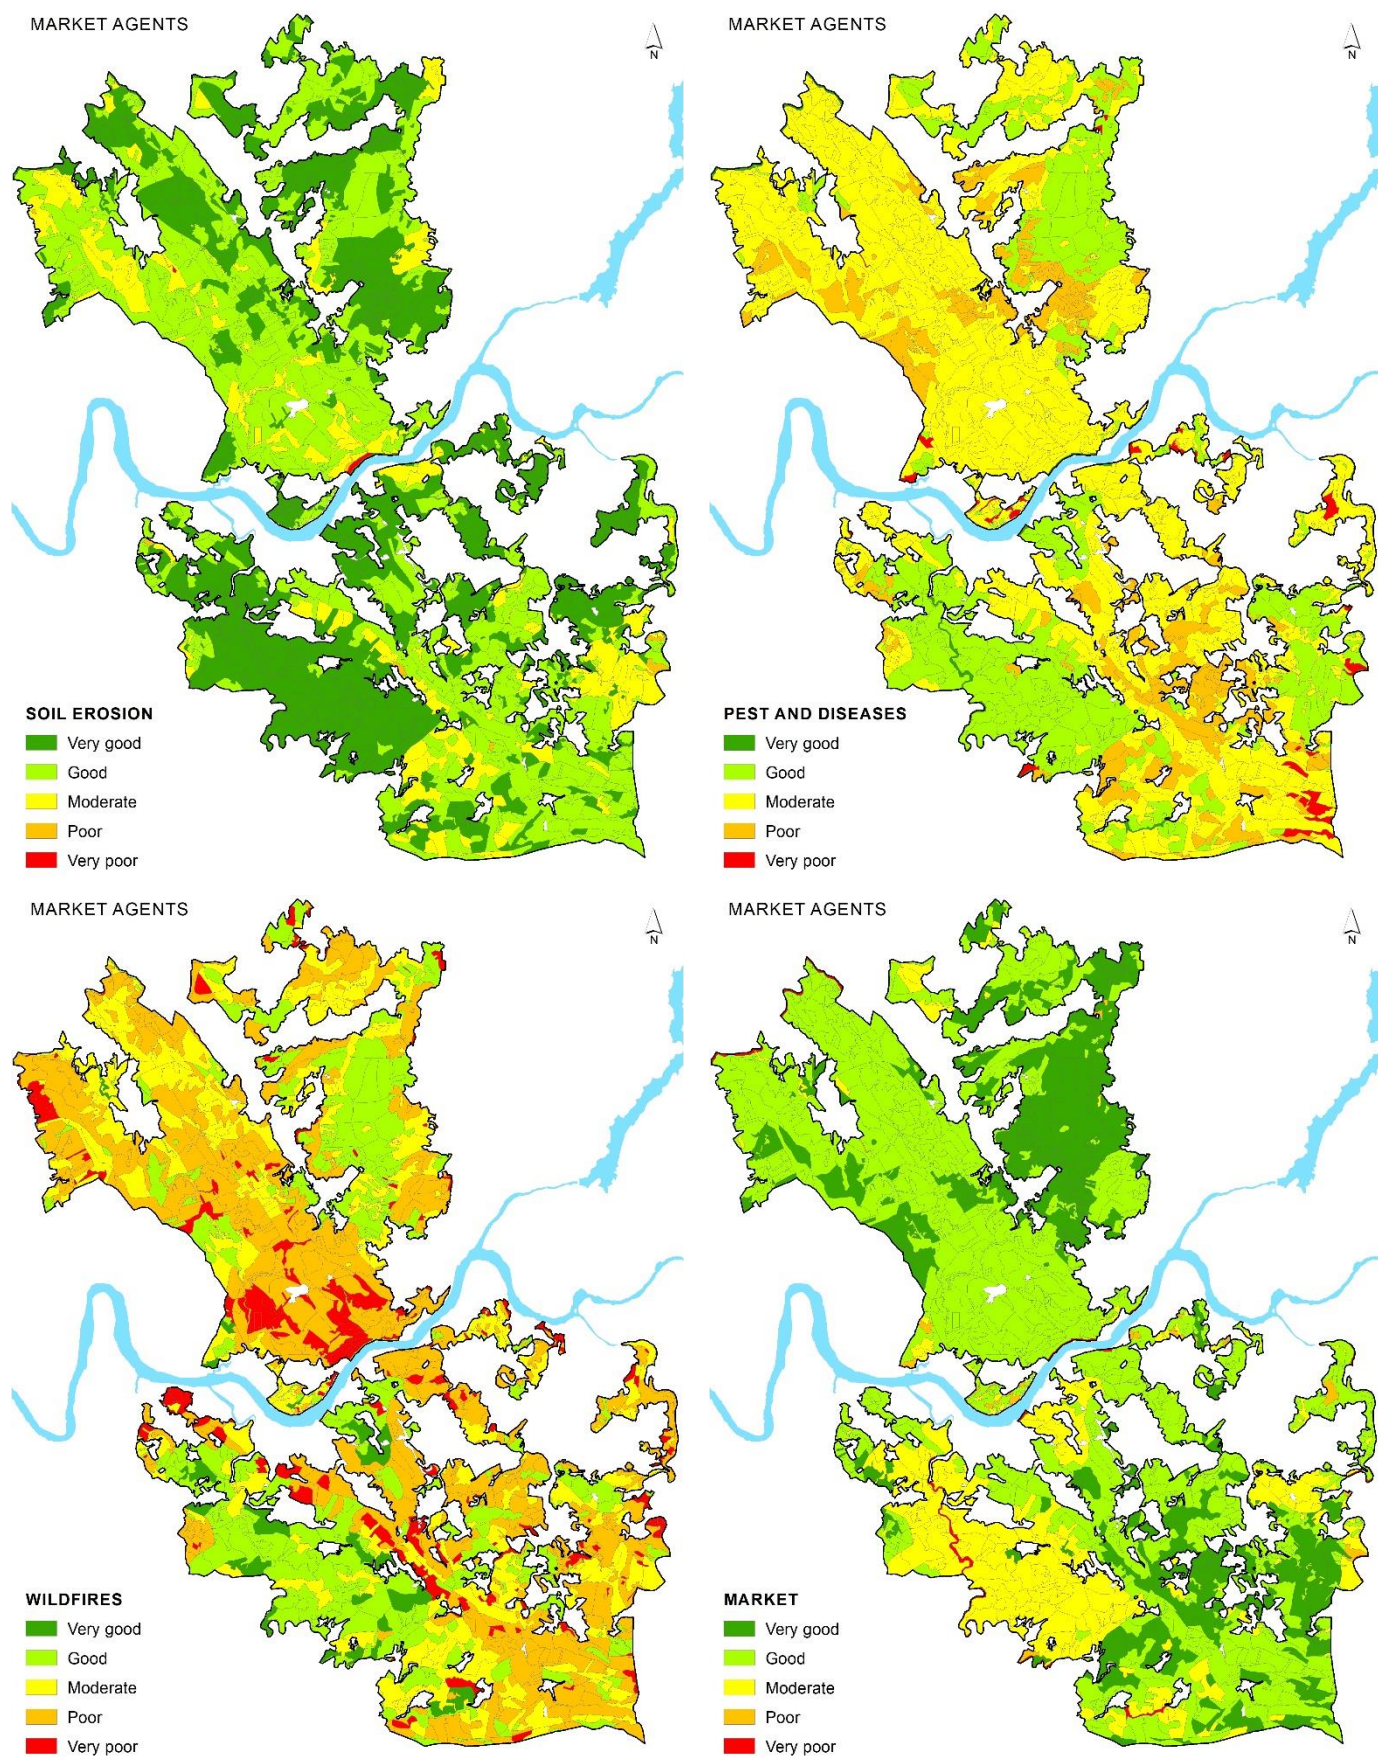 MARKET AGENTS
N
SOIL EROSION
Very good
Good
Moderate
Poor
Very poor
MARKET AGENTS
N
PEST AND DISEASES
Very good
Good
Moderate
Poor
Very poor
MARKET AGENTS
N
WILDFIRES
Very good
Good
Moderate
Poor
Very poor
MARKET AGENTS
N
MARKET
Very good
Good
Moderate
Poor
Very poor